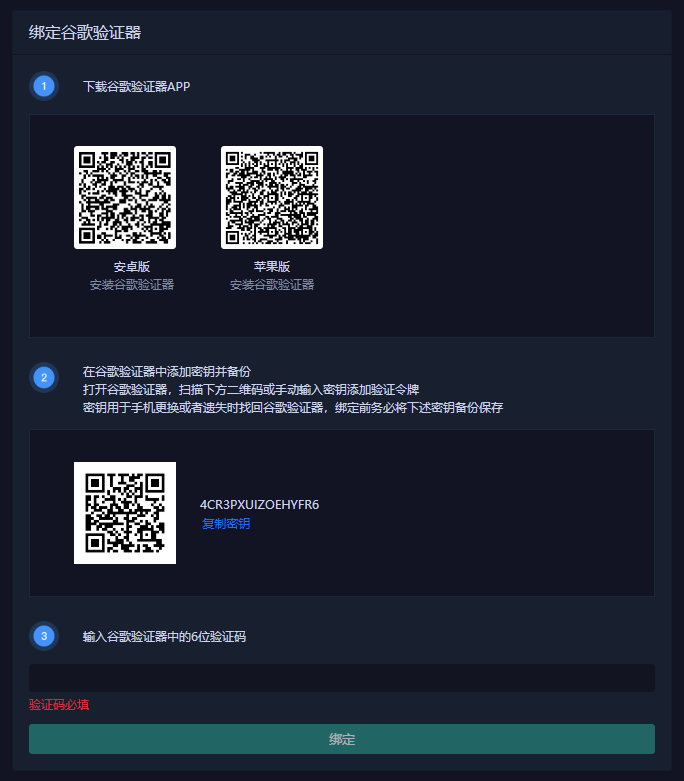 绑定谷歌验证器
1
下载谷歌验证器APP
安卓版
安装谷歌验证器
苹果版
安装谷歌验证器
2
在谷歌验证器中添加密钥并备份
打开谷歌验证器，扫描下方二维码或手动输入密钥添加验证令牌
密钥用于手机更换或者遗失时找回谷歌验证器，绑定前务必将下述密钥备份保存
4CR3PXUIZOEHYFR6
复制密钥
3
输入谷歌验证器中的6位验证码
验证码必填
绑定